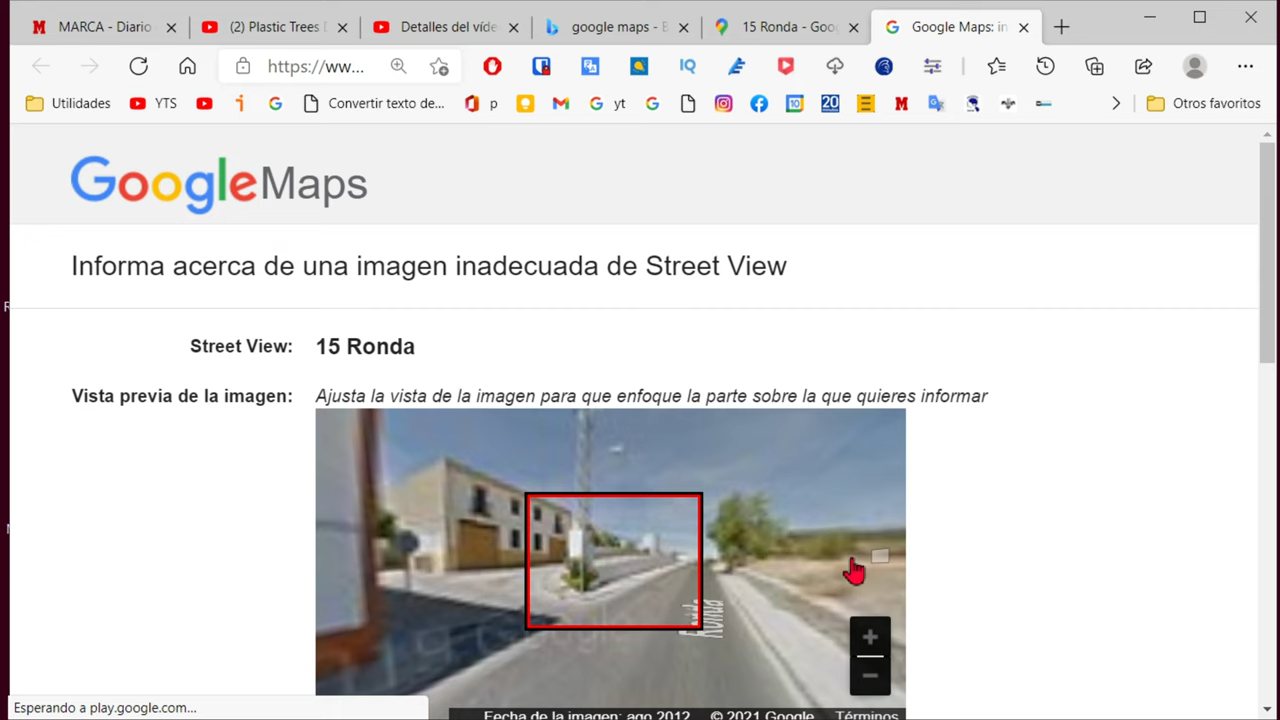 MARCA - Diario
(2) Plastic Trees D
Detalles del víde
google maps - B
15 Ronda - Goo
Google Maps: in
https://ww...
Utilidades
YTS
G
Convertir texto de...
p
G yt
G
20
M
Otros favoritos
Google Maps
Informa acerca de una imagen inadecuada de Street View
Street View: 15 Ronda
Vista previa de la imagen: Ajusta la vista de la imagen para que enfoque la parte sobre la que quieres informar
Ronda
Fecha de la imagen: ago 2012 © 2021 Google Términos
Esperando a play.google.com...